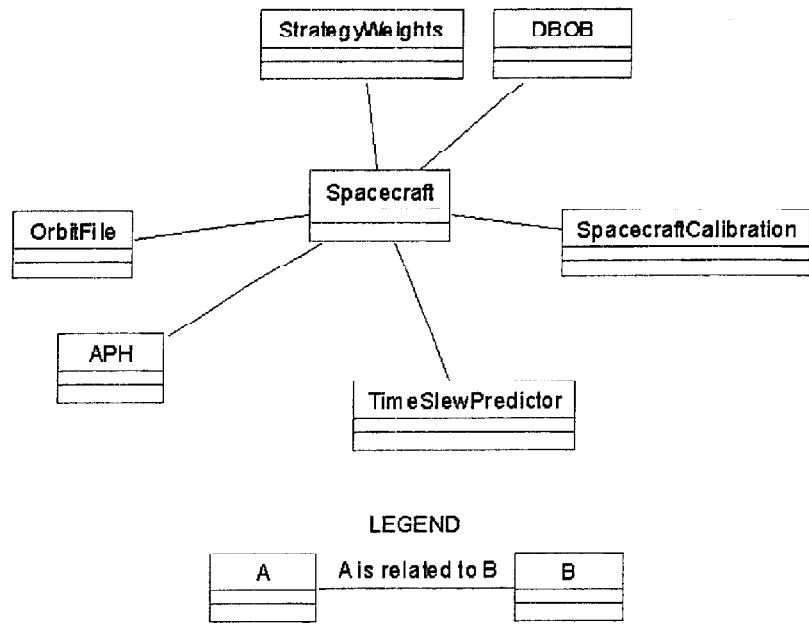 StrategyWeights
DBOB
Spacecraft
OrbitFile
SpacecraftCalibration
APH
TimeSlewPredictor
LEGEND
A
A is related to B
B